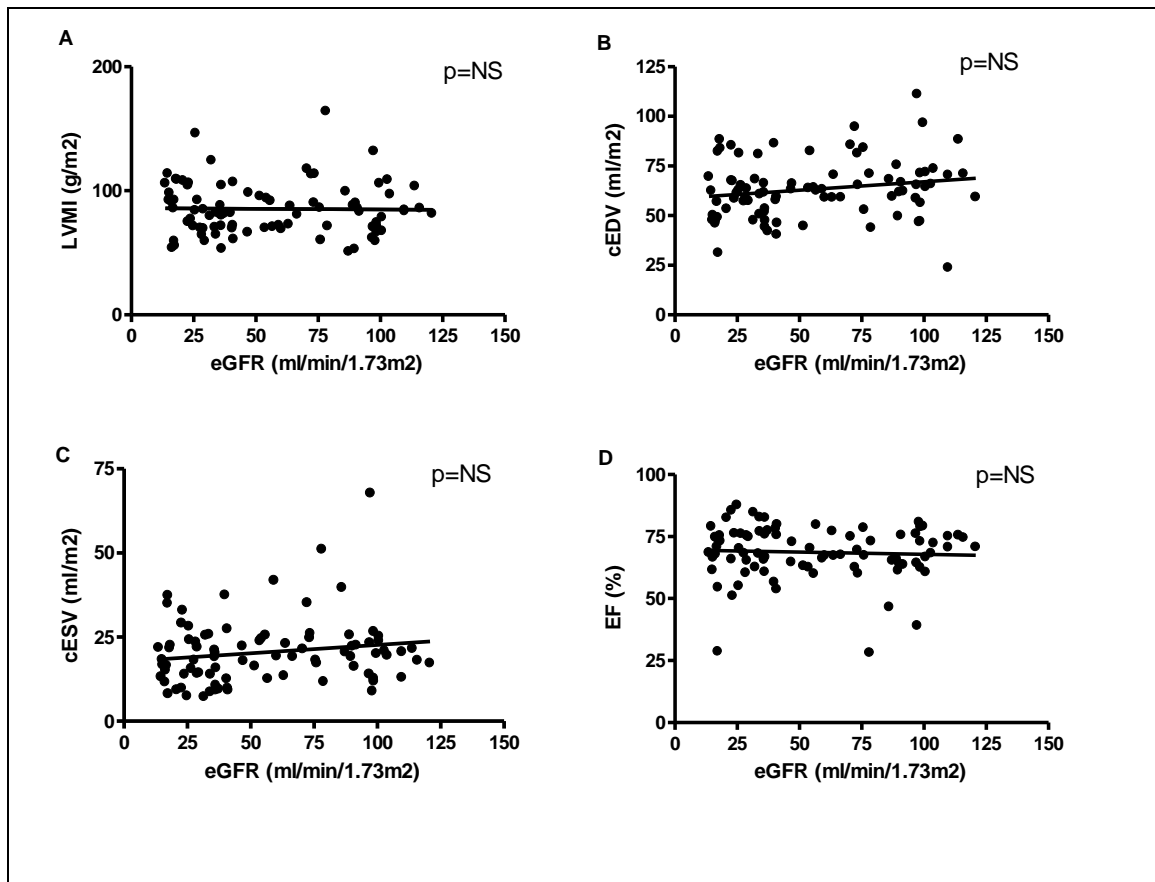 A
p=NS
200
100
0
LVMI (g/m2)
0 25 50 75 100 125 150
eGFR (ml/min/1.73m2)
B
p=NS
125
100
75
50
25
0
cEDV (ml/m2)
0 25 50 75 100 125 150
eGFR (ml/min/1.73m2)
C
p=NS
75
50
25
0
cESV (ml/m2)
0 25 50 75 100 125 150
eGFR (ml/min/1.73m2)
D
p=NS
100
75
50
25
0
EF (%)
0 25 50 75 100 125 150
eGFR (ml/min/1.73m2)